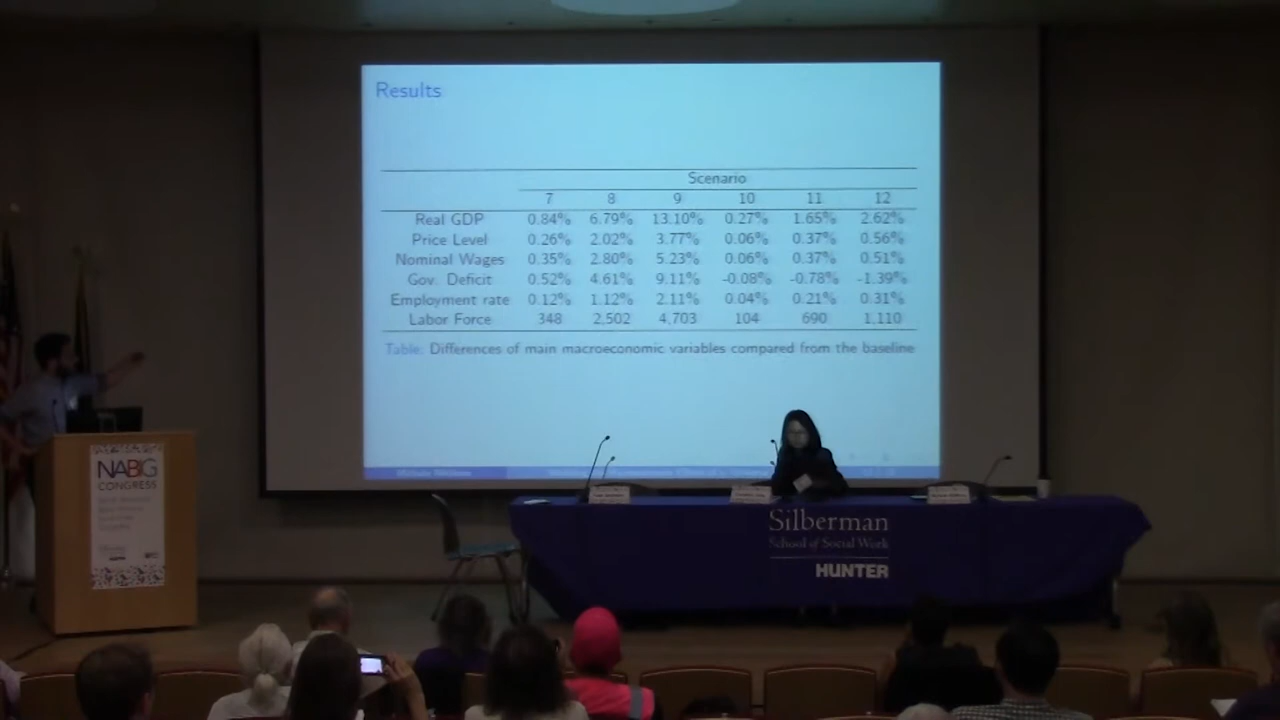 Results
Scenario
7 8 9 10 11 12
Real GDP 0.84% 6.79% 13.10% 0.27% 1.65% 2.62%
Price Level 0.26% 2.02% 3.77% 0.06% 0.37% 0.56%
Nominal Wages 0.35% 2.80% 5.23% 0.06% 0.37% 0.51%
Gov. Deficit 0.52% 4.61% 9.11% -0.08% -0.78% -1.39%
Employment rate 0.12% 1.12% 2.11% 0.04% 0.21% 0.31%
Labor Force 348 2,502 4,703 104 690 1,110
Table: Differences of main macroeconomic variables compared from the baseline
NABIG
CONGRESS
Silberman
School of Social Work
HUNTER